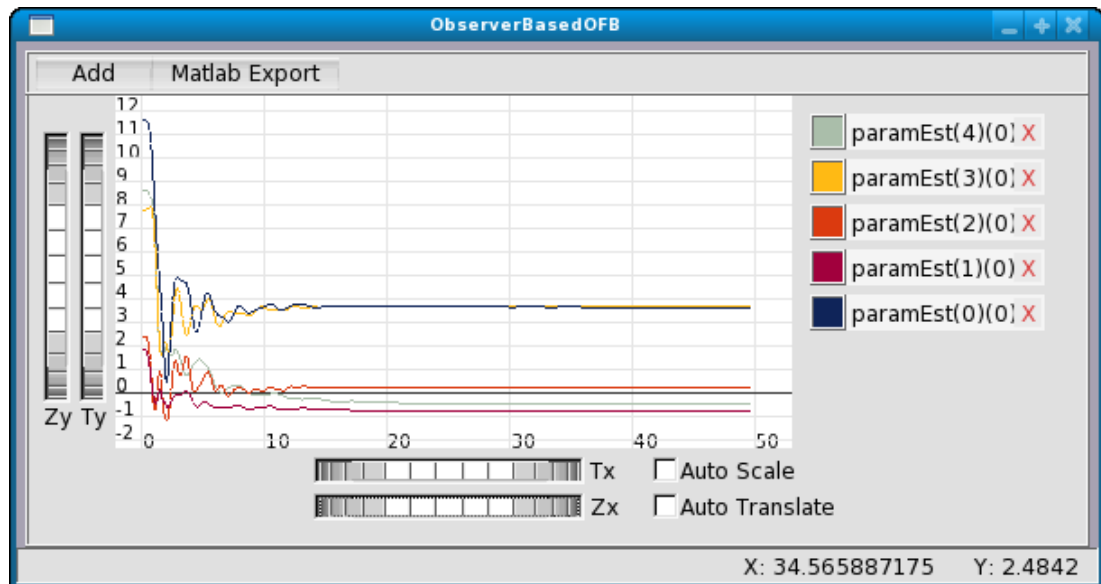 ObserverBasedOFB
Add Matlab Export
12
11
10
9
8
7
6
5
4
3
2
1
0
-1
-2
0 10 20 30 40 50
Zy Ty
paramEst(4)(0) X
paramEst(3)(0) X
paramEst(2)(0) X
paramEst(1)(0) X
paramEst(0)(0) X
Tx Auto Scale
Zx Auto Translate
X: 34.565887175 Y: 2.4842